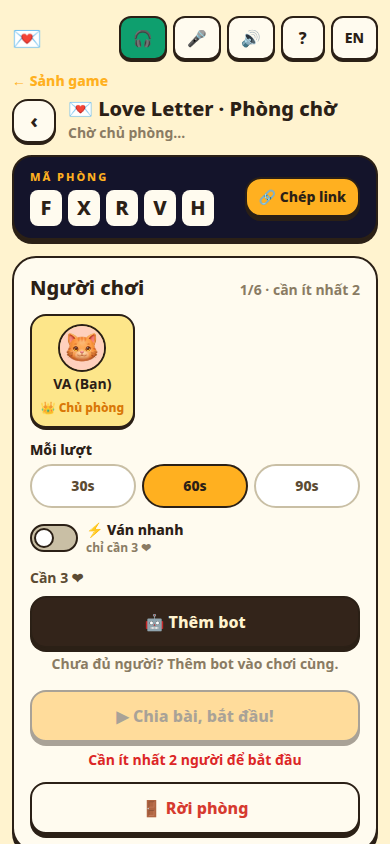 💌 🎧 🎤 🔊 ? EN
← Sảnh game
‹ 💌 Love Letter · Phòng chờ
Chờ chủ phòng...
MÃ PHÒNG
F X R V H
🔗 Chép link
Người chơi
1/6 · cần ít nhất 2
VA (Bạn)
👑 Chủ phòng
Mỗi lượt
30s 60s 90s
⚡ Ván nhanh
chỉ cần 3 ❤
Cần 3 ❤
🤖 Thêm bot
Chưa đủ người? Thêm bot vào chơi cùng.
▶ Chia bài, bắt đầu!
Cần ít nhất 2 người để bắt đầu
🚪 Rời phòng